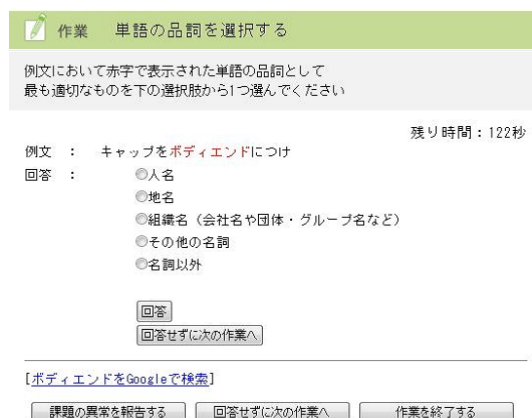 作業 単語の品詞を選択する
例文において赤字で表示された単語の品詞として
最も適切なものを下の選択肢から1つ選んでください
残り時間：122秒
例文 ： キャップをボディエンドにつけ
回答 ： 人名
地名
組織名（会社名や団体・グループ名など）
その他の名詞
名詞以外
回答
回答せずに次の作業へ
[ボディエンドをGoogleで検索]
課題の異常を報告する 回答せずに次の作業へ 作業を終了する